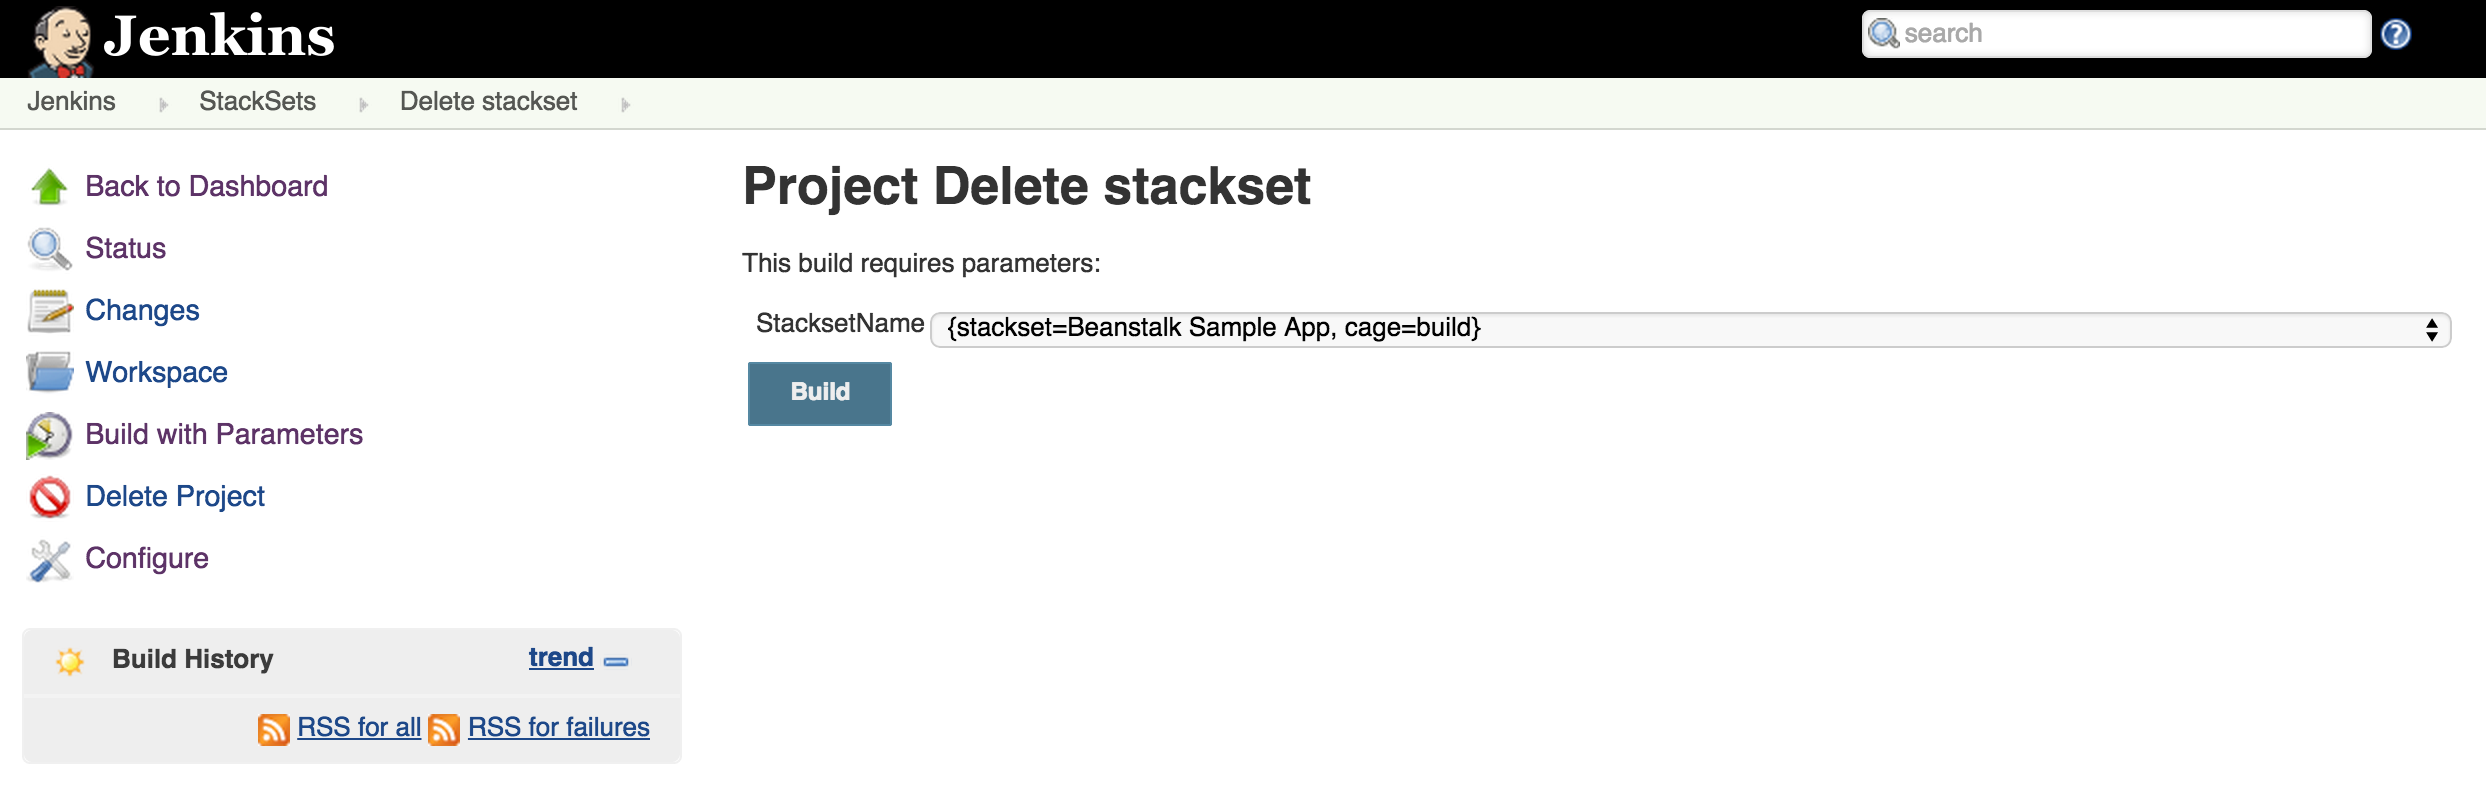 Jenkins
search
Jenkins StackSets Delete stackset
Back to Dashboard
Status
Changes
Workspace
Build with Parameters
Delete Project
Configure
Build History trend
RSS for all RSS for failures
Project Delete stackset
This build requires parameters:
StacksetName {stackset=Beanstalk Sample App, cage=build}
Build